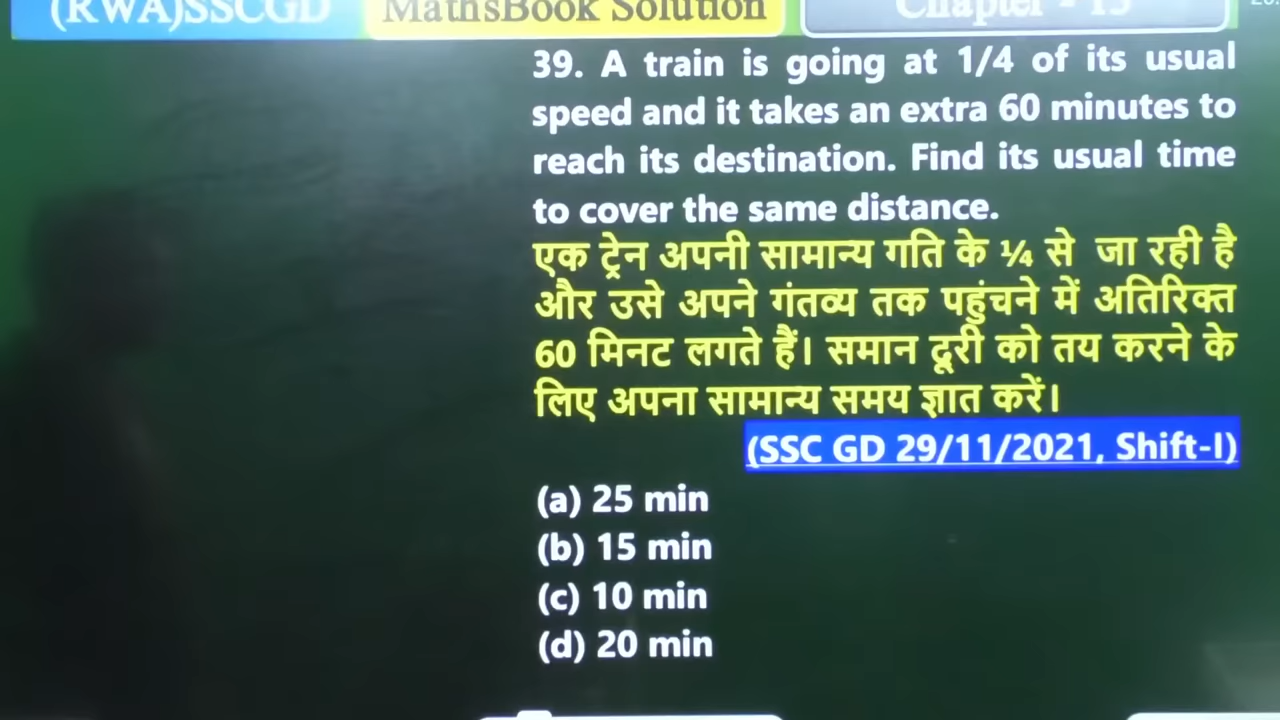 (RWA)SSCGD MathsBook Solution Chapter - 13
39. A train is going at 1/4 of its usual
speed and it takes an extra 60 minutes to
reach its destination. Find its usual time
to cover the same distance.
एक ट्रेन अपनी सामान्य गति के ¼ से जा रही है
और उसे अपने गंतव्य तक पहुंचने में अतिरिक्त
60 मिनट लगते हैं। समान दूरी को तय करने के
लिए अपना सामान्य समय ज्ञात करें।
(SSC GD 29/11/2021, Shift-I)
(a) 25 min
(b) 15 min
(c) 10 min
(d) 20 min